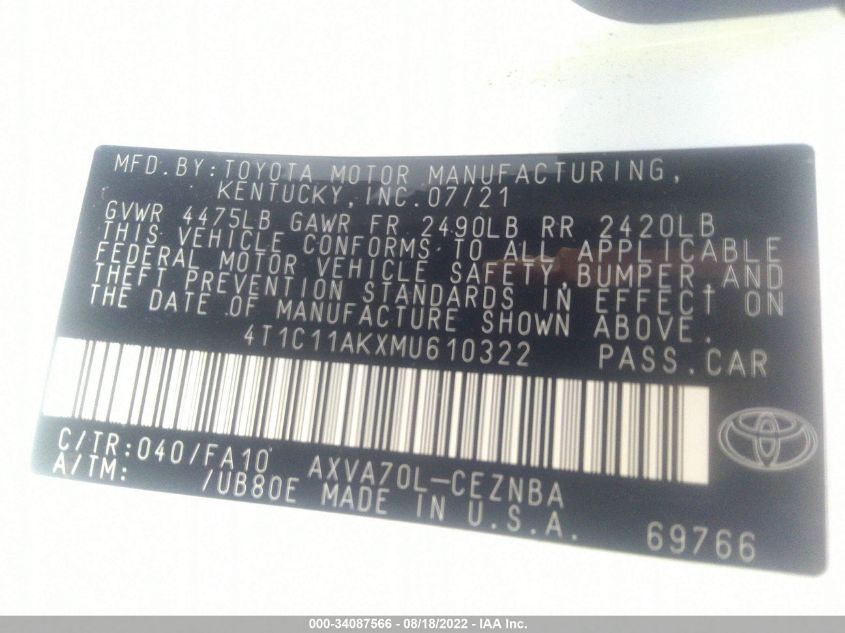 MFD.BY:TOYOTA MOTOR MANUFACTURING,
KENTUCKY,INC.07/21
GVWR 4475LB GAWR FR 2490LB RR 2420LB
THIS VEHICLE CONFORMS TO ALL APPLICABLE
FEDERAL MOTOR VEHICLE SAFETY,BUMPER,AND
THEFT PREVENTION STANDARDS IN EFFECT ON
THE DATE OF MANUFACTURE SHOWN ABOVE.
4T1C11AKXMU610322 PASS.CAR
C/TR:040/FA10 AXVA70L-CEZNBA
A/TM: /UB80E MADE IN U.S.A. 69766
000-34087566 - 08/18/2022 - IAA Inc.